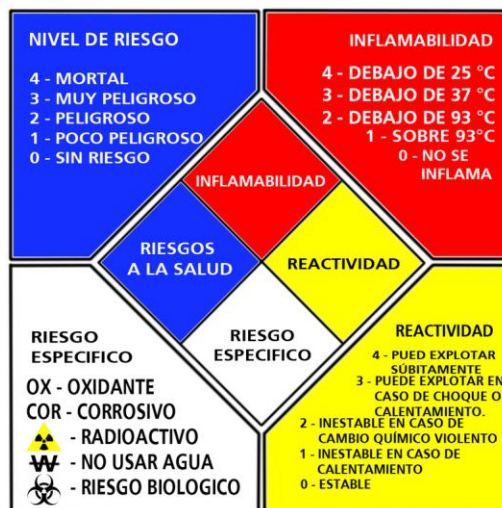 NIVEL DE RIESGO
4 - MORTAL
3 - MUY PELIGROSO
2 - PELIGROSO
1 - POCO PELIGROSO
0 - SIN RIESGO
INFLAMABILIDAD
4 - DEBAJO DE 25 °C
3 - DEBAJO DE 37 °C
2 - DEBAJO DE 93 °C
1 - SOBRE 93°C
0 - NO SE
INFLAMA
INFLAMABILIDAD
RIESGOS
A LA SALUD
REACTIVIDAD
RIESGO
ESPECIFICO
RIESGO
ESPECIFICO
OX - OXIDANTE
COR - CORROSIVO
- RADIOACTIVO
W - NO USAR AGUA
- RIESGO BIOLOGICO
REACTIVIDAD
4 - PUED EXPLOTAR
SÚBITAMENTE
3 - PUEDE EXPLOTAR EN
CASO DE CHOQUE O
CALENTAMIENTO.
2 - INESTABLE EN CASO DE
CAMBIO QUÍMICO VIOLENTO
1 - INESTABLE EN CASO DE
CALENTAMIENTO
0 - ESTABLE